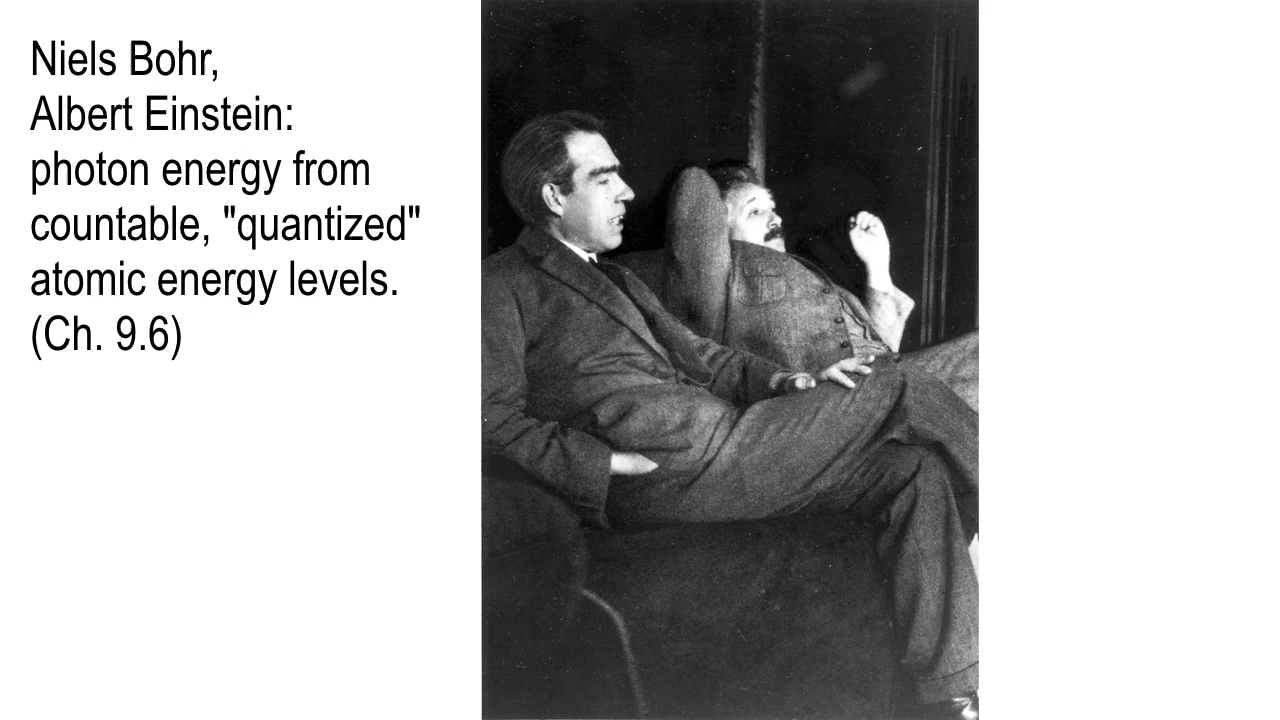 Niels Bohr,
Albert Einstein:
photon energy from
countable, "quantized"
atomic energy levels.
(Ch. 9.6)